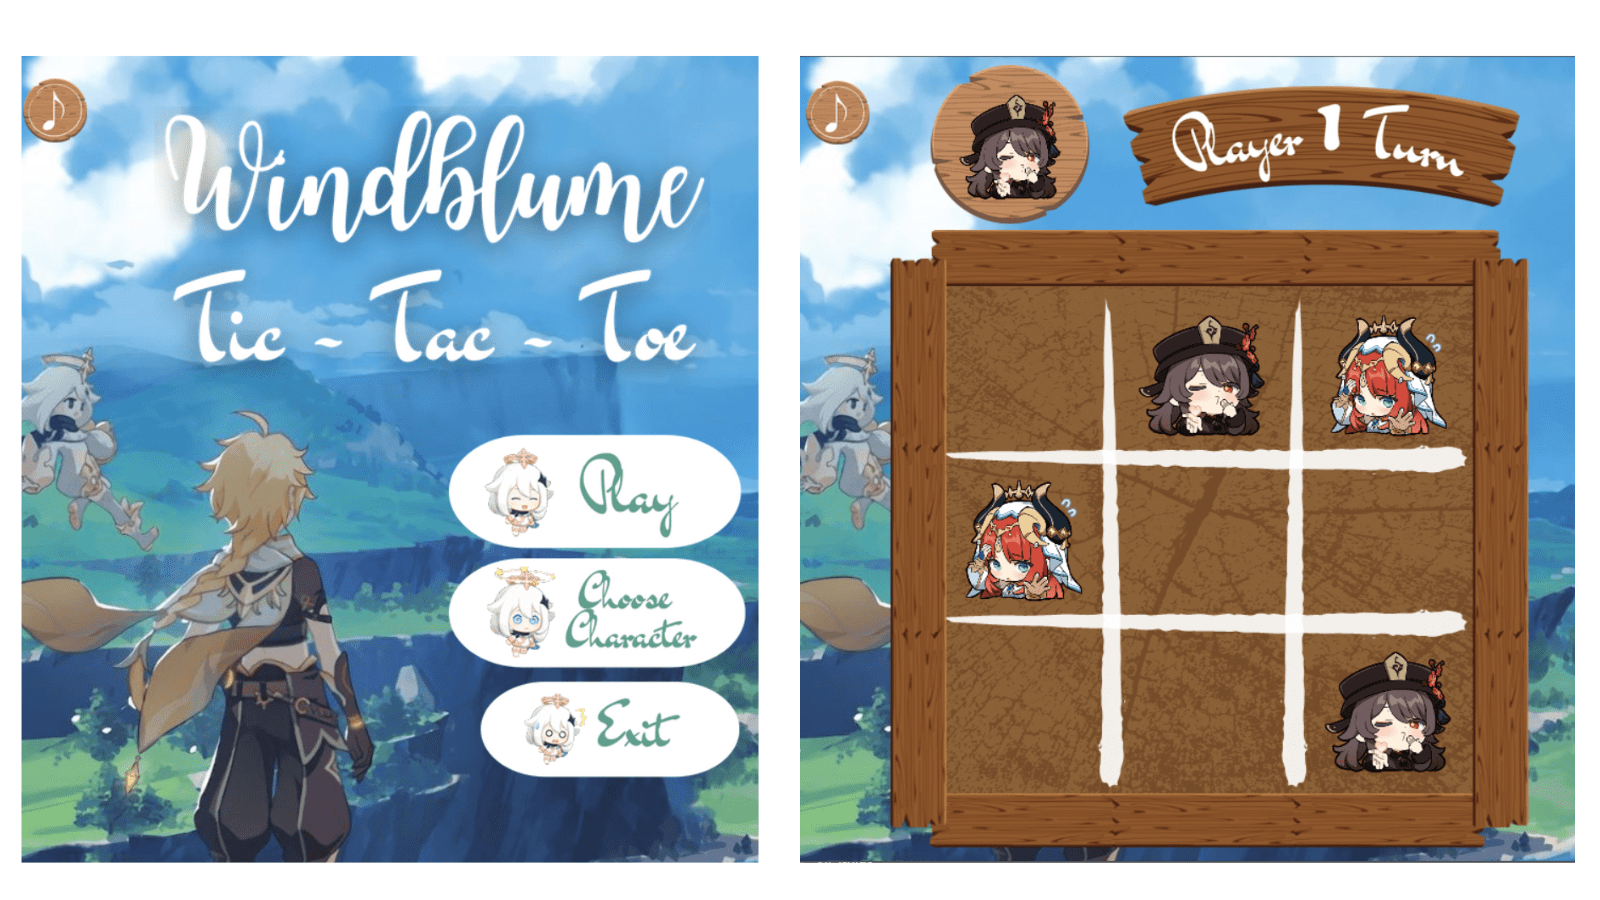 Windblume
Tic - Tac - Toe
Play
Choose
Character
Exit
Player 1 Turn